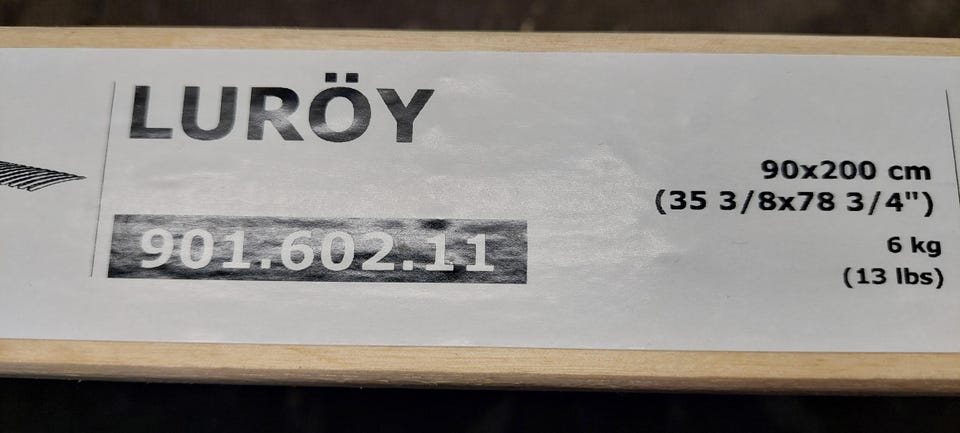 LURÖY
90x200 cm
(35 3/8x78 3/4")
901.602.11
6 kg
(13 lbs)